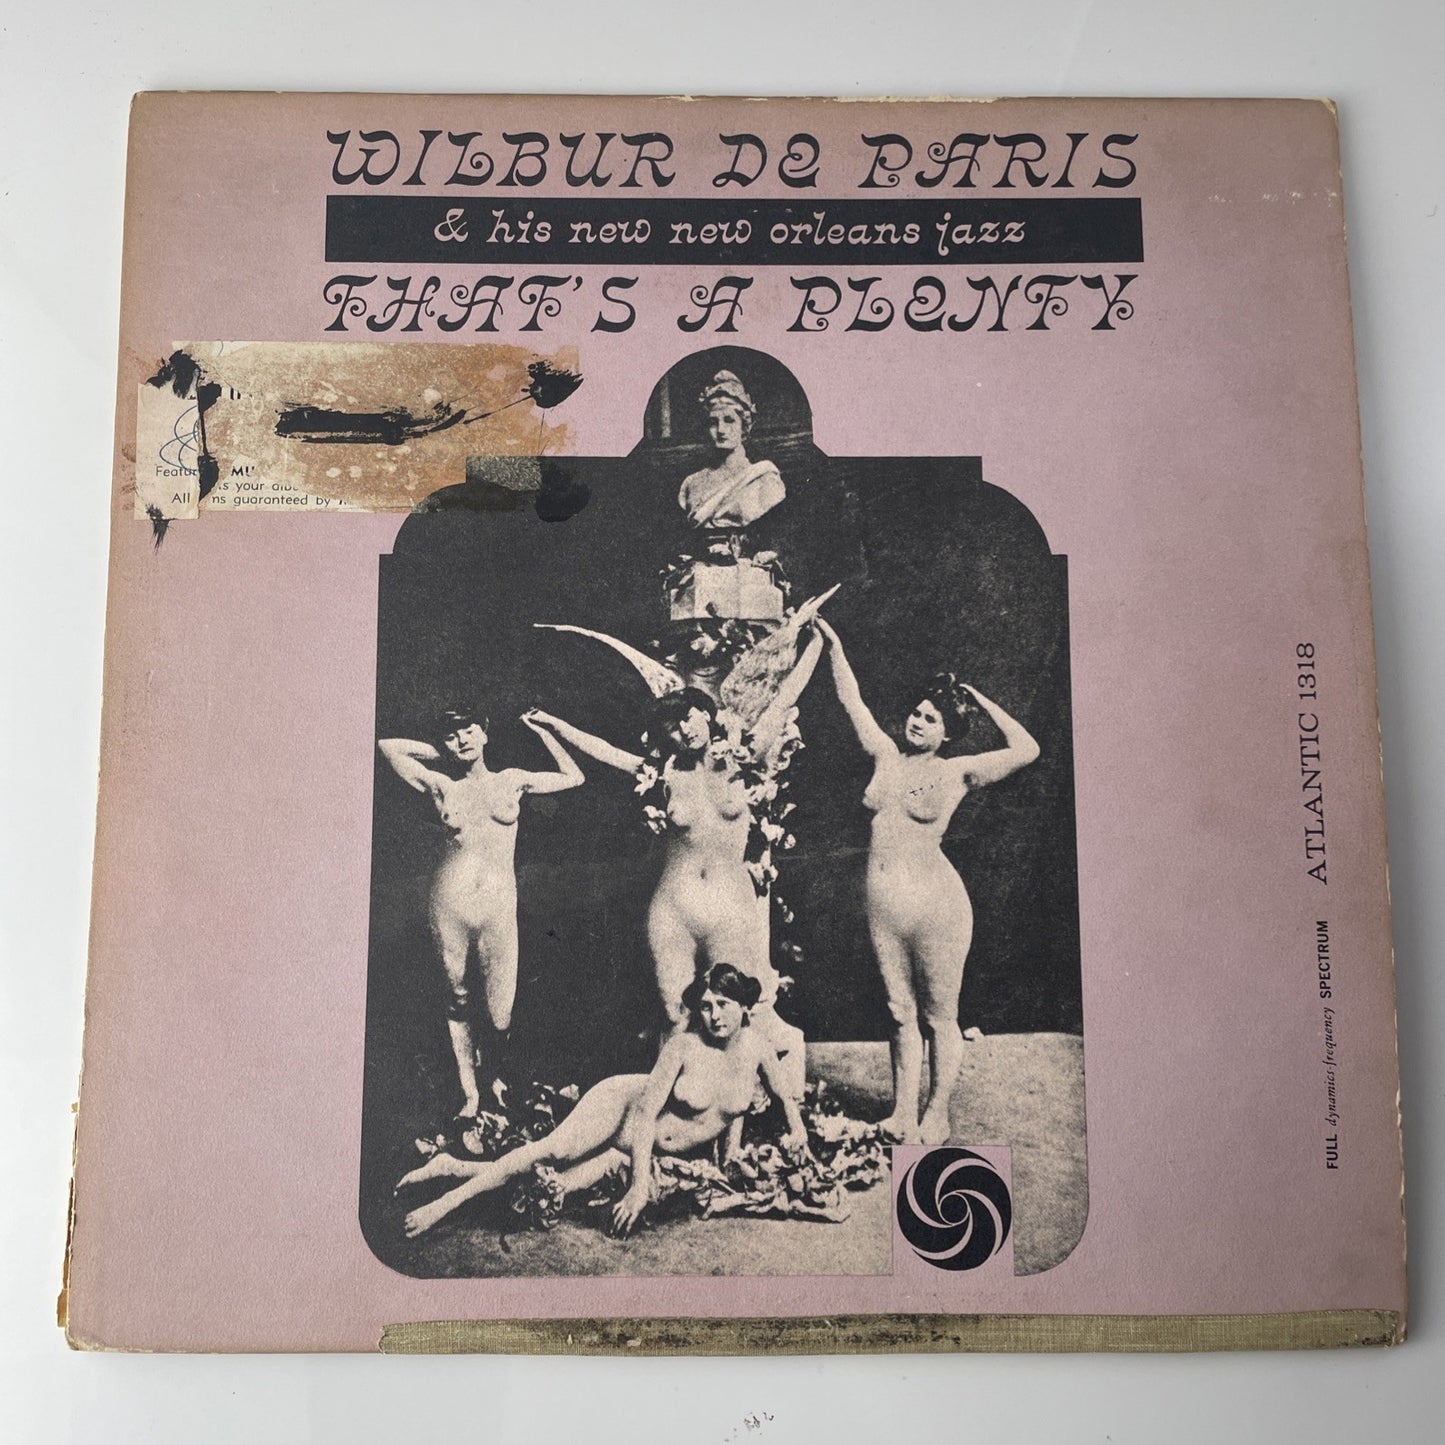 WILBUR DE PARIS
& his new new orleans jazz
THAT'S A PLENTY
your
All
guaranteed by
ATLANTIC 1318
FULL dynamics-frequency SPECTRUM